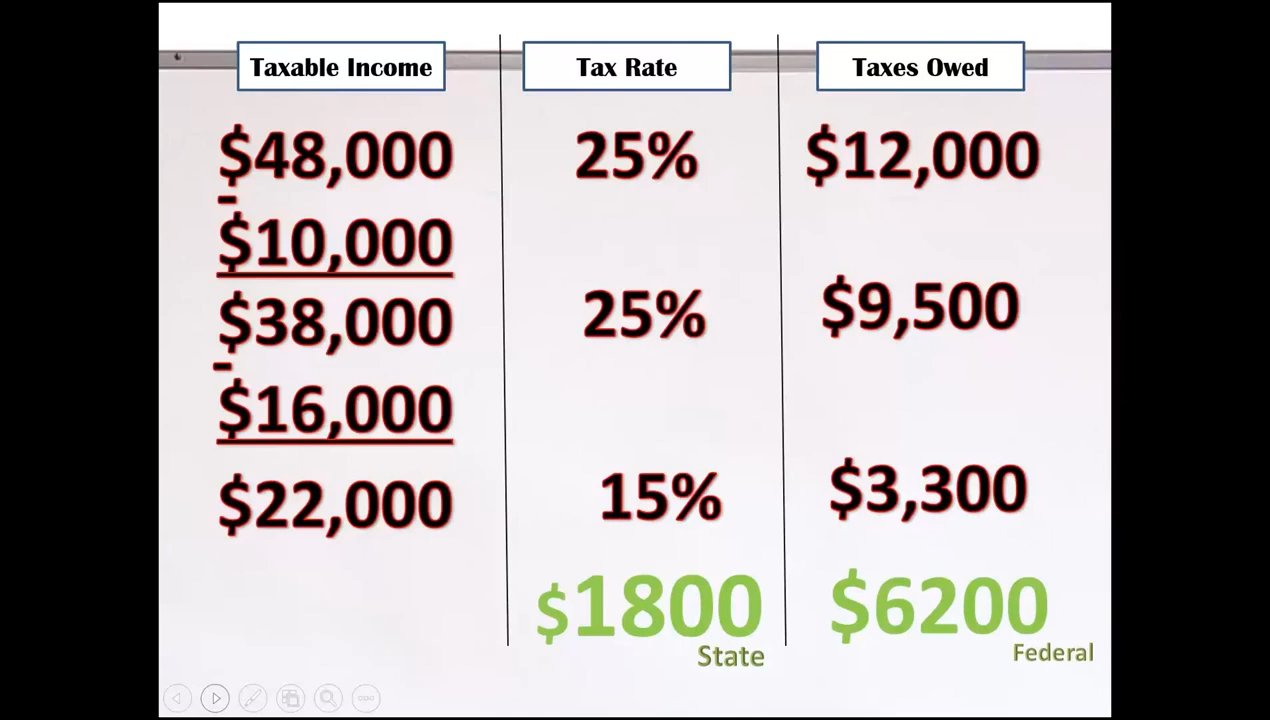 Taxable Income Tax Rate Taxes Owed
$48,000 25% $12,000
-
$10,000
$38,000 25% $9,500
-
$16,000
$22,000 15% $3,300
$1800 $6200
State Federal